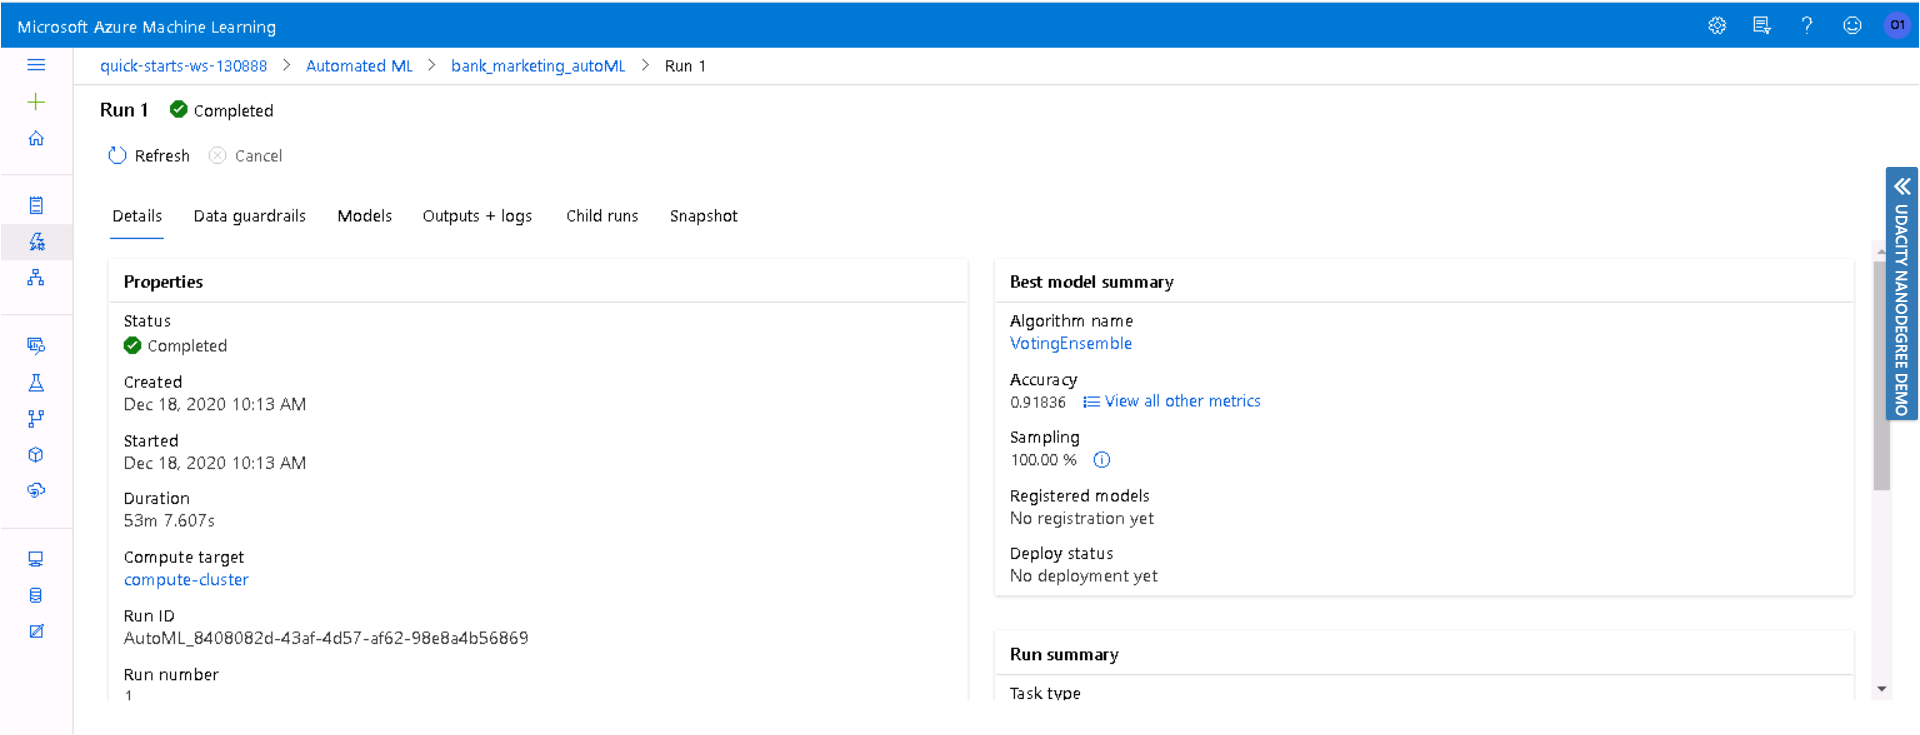 Microsoft Azure Machine Learning
? 01
quick-starts-ws-130888 > Automated ML > bank_marketing_autoML > Run 1
Run 1 Completed
Refresh Cancel
Details Data guardrails Models Outputs + logs Child runs Snapshot
Properties
Status
Completed
Created
Dec 18, 2020 10:13 AM
Started
Dec 18, 2020 10:13 AM
Duration
53m 7.607s
Compute target
compute-cluster
Run ID
AutoML_8408082d-43af-4d57-af62-98e8a4b56869
Run number
1
Best model summary
Algorithm name
VotingEnsemble
Accuracy
0.91836 View all other metrics
Sampling
100.00 %
Registered models
No registration yet
Deploy status
No deployment yet
Run summary
Task type
UDACITY NANODEGREE DEMO